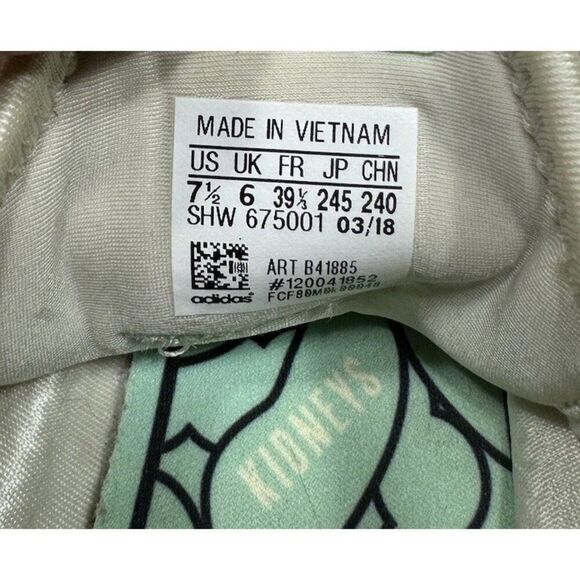 MADE IN VIETNAM
US UK FR JP CHN
7½ 6 39⅓ 245 240
SHW 675001 03/18
ART B41885
#120041852
adidas
KIDNEYS